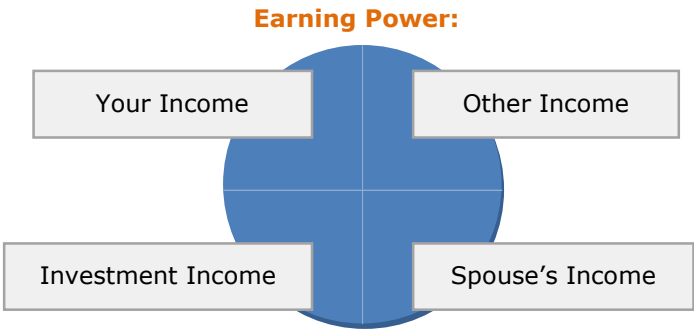 Earning Power:
Your Income
Other Income
Investment Income
Spouse’s Income